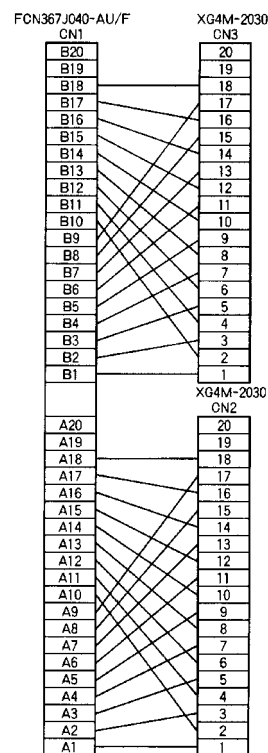 FCN367J040-AU/F XG4M-2030
CN1 CN3
B20 20
B19 19
B18 18
B17 17
B16 16
B15 15
B14 14
B13 13
B12 12
B11 11
B10 10
B9 9
B8 8
B7 7
B6 6
B5 5
B4 4
B3 3
B2 2
B1 1
XG4M-2030
CN2
A20 20
A19 19
A18 18
A17 17
A16 16
A15 15
A14 14
A13 13
A12 12
A11 11
A10 10
A9 9
A8 8
A7 7
A6 6
A5 5
A4 4
A3 3
A2 2
A1 1